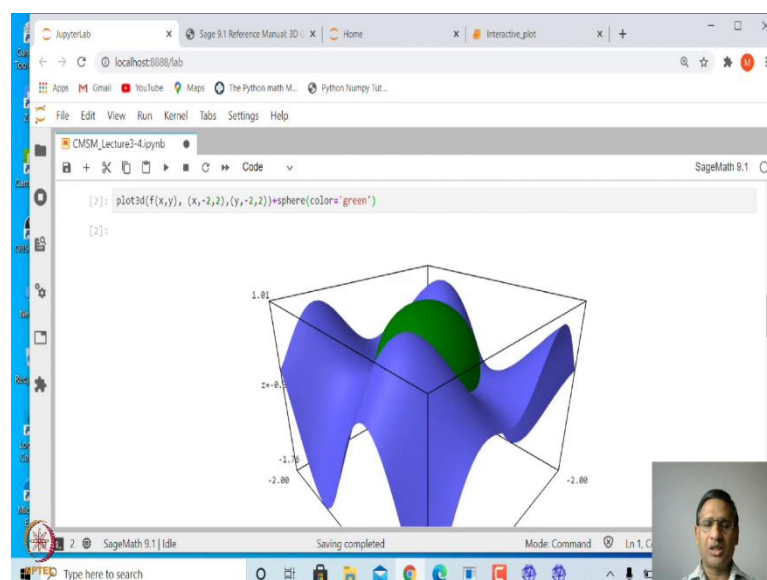 JupyterLab
Sage 9.1 Reference Manual: 3D
Home
Interactive_plot
localhost:8888/lab
M
Apps M Gmail YouTube Maps The Python math M... Python Numpy Tut...
File Edit View Run Kernel Tabs Settings Help
CMSM_Lecture3-4.ipynb
Code
SageMath 9.1
[2]: plot3d(f(x,y), (x,-2,2),(y,-2,2))+sphere(color='green')
[2]:
1.01
-2.00
-2.00
2 SageMath 9.1 | Idle
Saving completed
Mode: Command
Ln 1,
PTEL
Type here to search